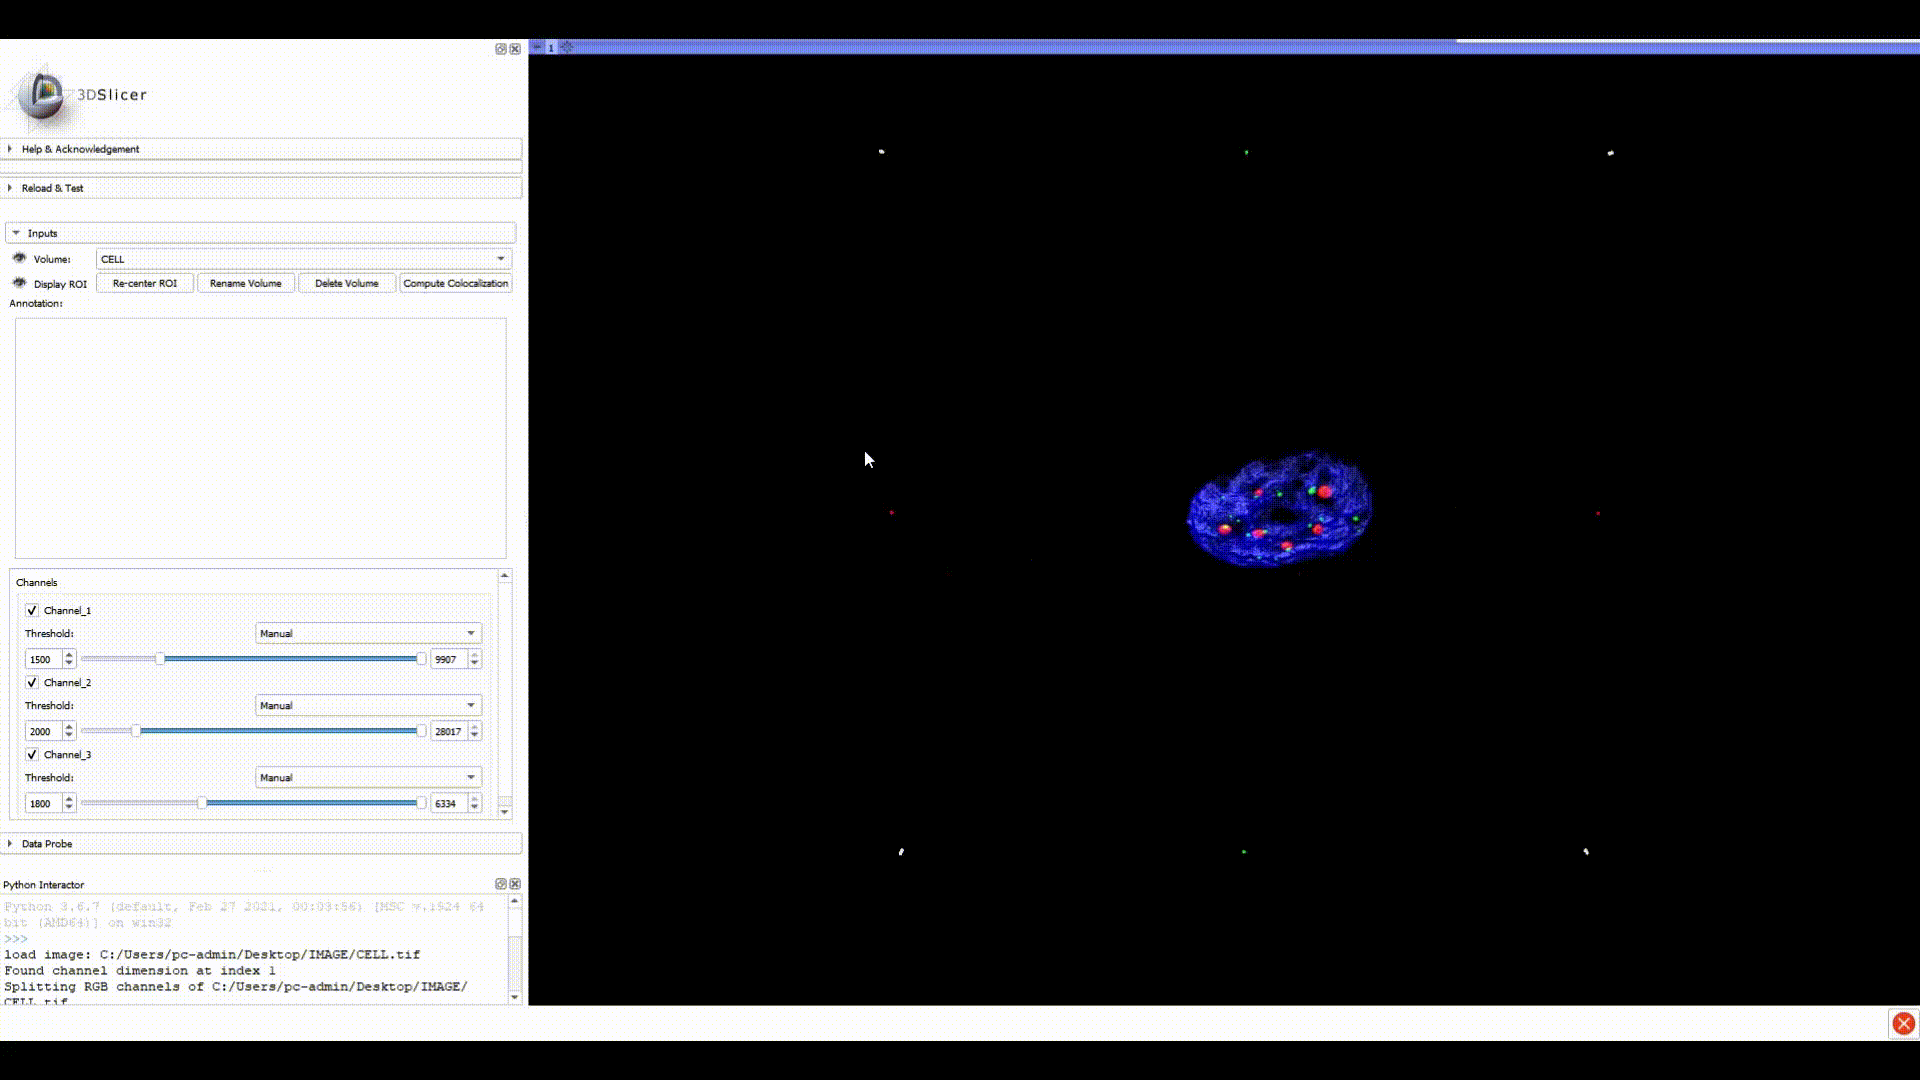 1
3DSlicer
Help & Acknowledgement
Reload & Test
Inputs
Volume: CELL
Display ROI Re-center ROI Rename Volume Delete Volume Compute Colocalization
Annotation:
Channels
Channel_1
Threshold: Manual
1500 9907
Channel_2
Threshold: Manual
2000 28017
Channel_3
Threshold: Manual
1800 6334
Data Probe
Python Interactor
Python 3.6.7 (default, Feb 27 2021, 00:03:56) [MSC v.1924 64
bit (AMD64)] on win32
>>>
load image: C:/Users/pc-admin/Desktop/IMAGE/CELL.tif
Found channel dimension at index 1
Splitting RGB channels of C:/Users/pc-admin/Desktop/IMAGE/
CELL.tif